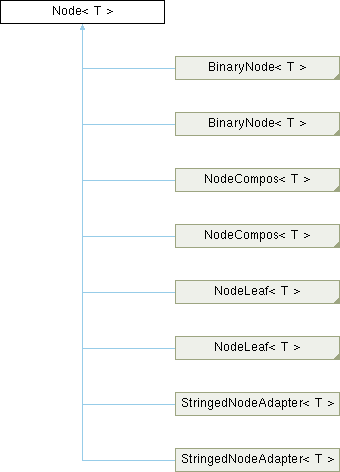 Node< T >
BinaryNode< T >
BinaryNode< T >
NodeCompos< T >
NodeCompos< T >
NodeLeaf< T >
NodeLeaf< T >
StringedNodeAdapter< T >
StringedNodeAdapter< T >